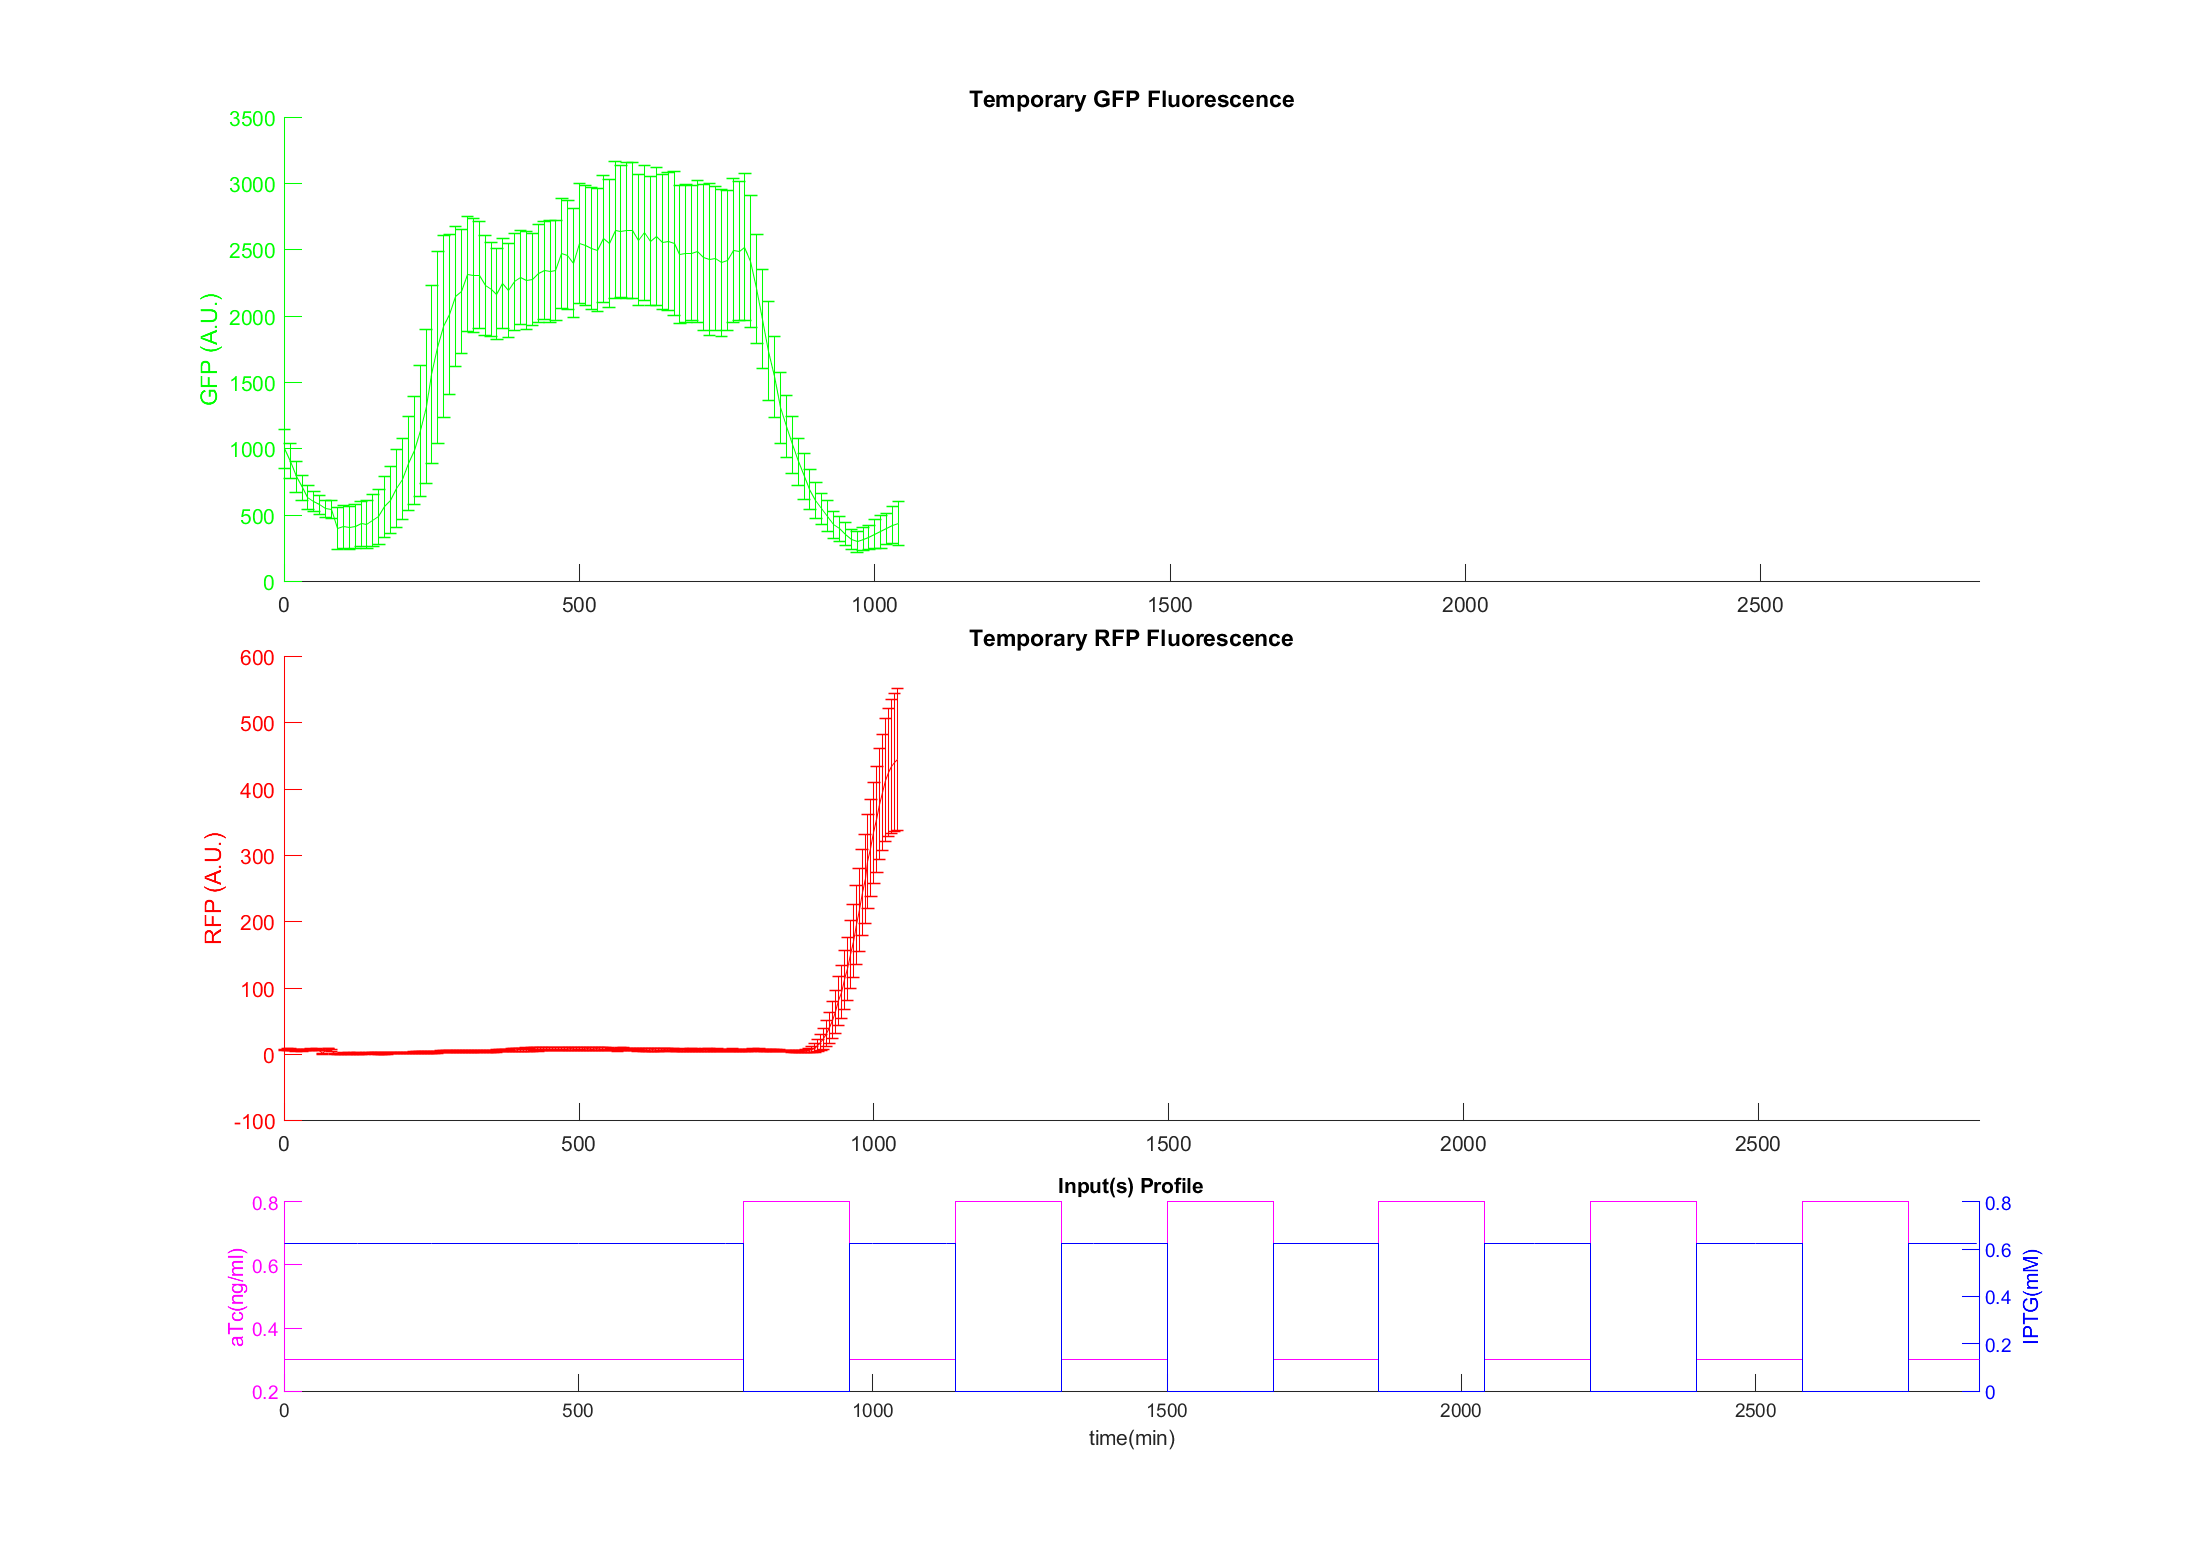 Temporary GFP Fluorescence
3500
3000
2500
2000
1500
1000
500
0
GFP (A.U.)
0 500 1000 1500 2000 2500
Temporary RFP Fluorescence
600
500
400
300
200
100
0
-100
RFP (A.U.)
0 500 1000 1500 2000 2500
Input(s) Profile
0.8
0.6
0.4
0.2
aTc(ng/ml)
0.8
0.6
0.4
0.2
0
IPTG(mM)
0 500 1000 1500 2000 2500
time(min)